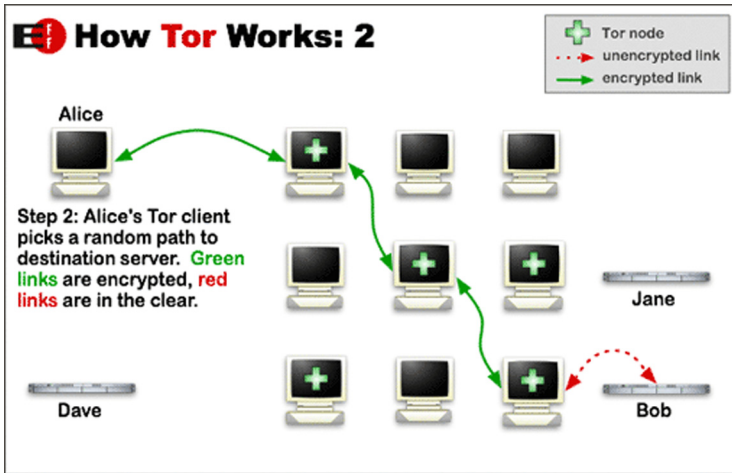 EFF How Tor Works: 2
Tor node
unencrypted link
encrypted link
Alice
Step 2: Alice's Tor client
picks a random path to
destination server. Green
links are encrypted, red
links are in the clear.
Jane
Dave
Bob